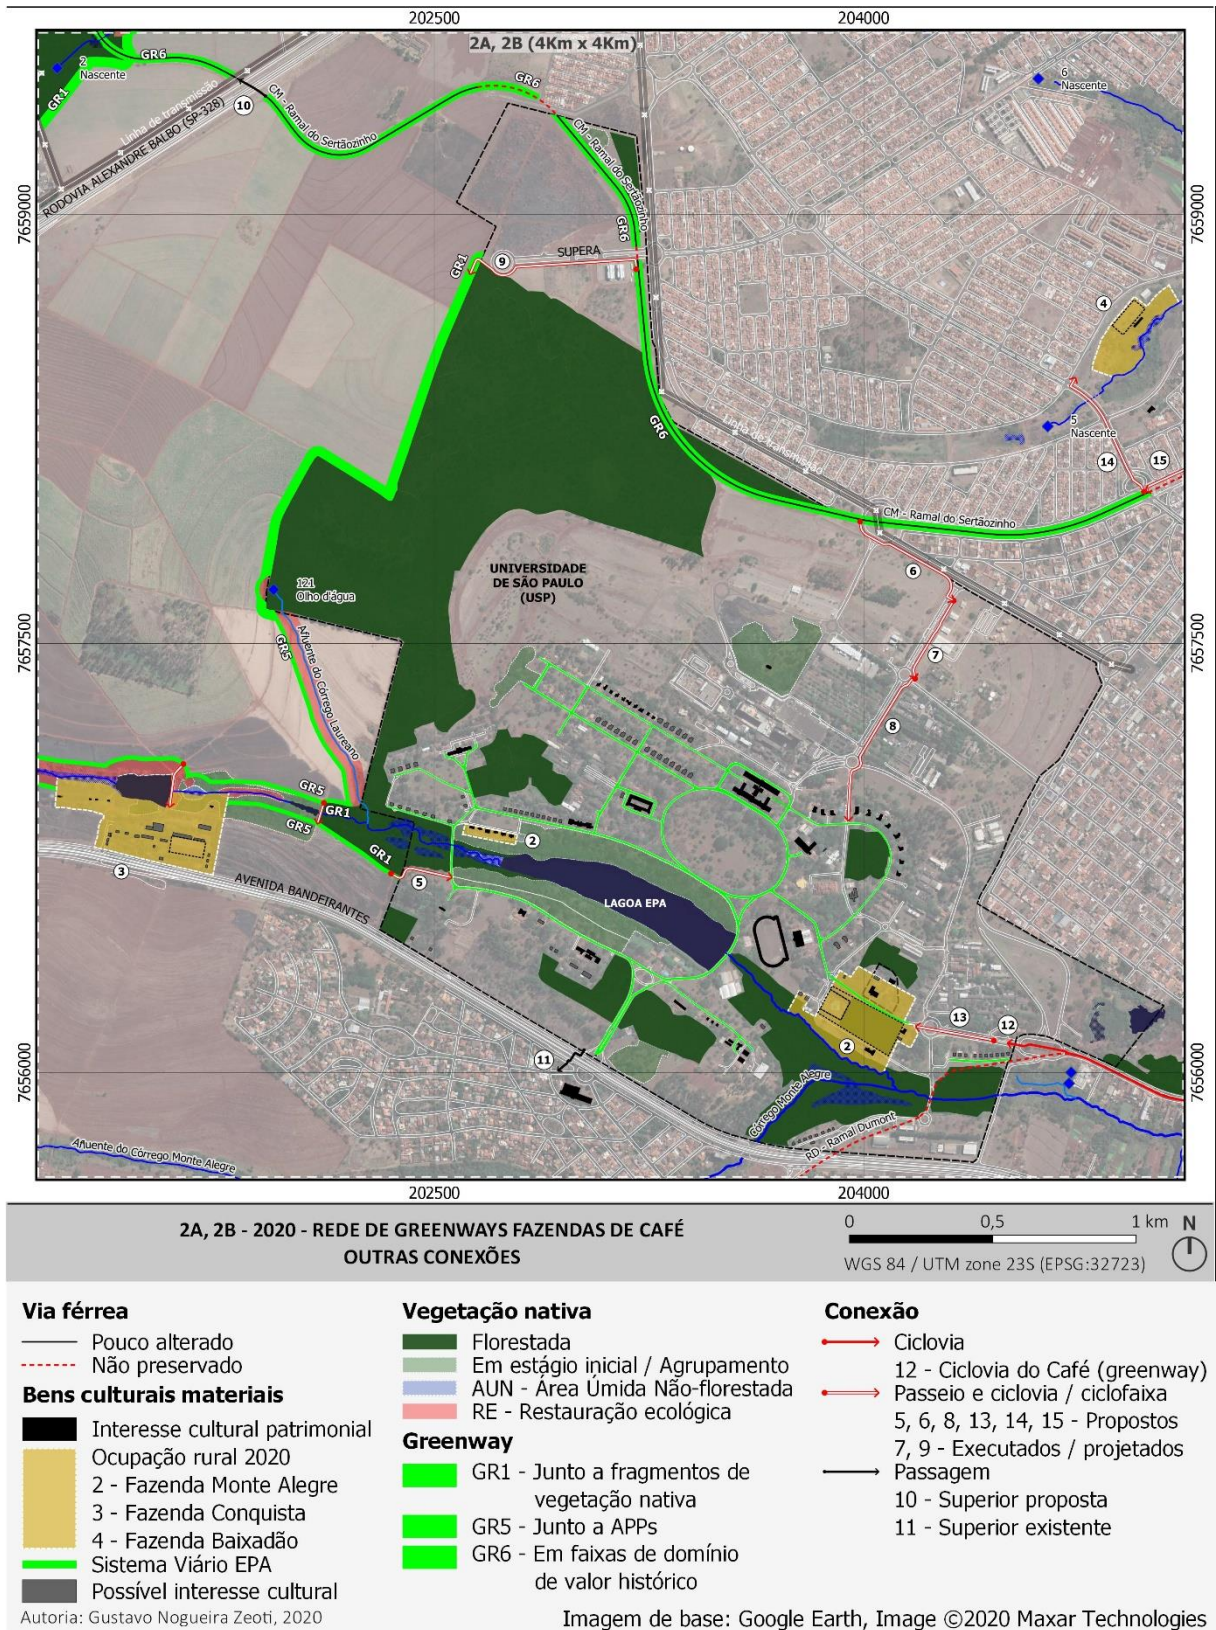 202500
204000
2A, 2B (4Km x 4Km)
GR6
2
Nascente
GR1
Linha de transmissão
10
RODOVIA ALEXANDRE BALBO (SP-328)
CM - Ramal do Sertãozinho
GR6
CM - Ramal do Sertãozinho
6
Nascente
7659000
7659000
GR6
SUPERA
GR1
9
4
GR6
Linha de transmissão
5
Nascente
14
15
CM - Ramal do Sertãozinho
UNIVERSIDADE
DE SÃO PAULO
(USP)
6
121
Olho d'água
7657500
7657500
GR5
Afluente do Córrego Laureano
7
8
GR5
GR1
GR5
2
GR1
3
5
AVENIDA BANDEIRANTES
LAGOA EPA
13
12
2
11
7656000
7656000
Córrego Monte Alegre
RD - Ramal Dumont
Afluente do Córrego Monte Alegre
202500
204000
2A, 2B - 2020 - REDE DE GREENWAYS FAZENDAS DE CAFÉ
OUTRAS CONEXÕES
0 0,5 1 km N
WGS 84 / UTM zone 23S (EPSG:32723)
Via férrea
Pouco alterado
Não preservado
Bens culturais materiais
Interesse cultural patrimonial
Ocupação rural 2020
2 - Fazenda Monte Alegre
3 - Fazenda Conquista
4 - Fazenda Baixadão
Sistema Viário EPA
Possível interesse cultural
Autoria: Gustavo Nogueira Zeoti, 2020
Vegetação nativa
Florestada
Em estágio inicial / Agrupamento
AUN - Área Úmida Não-florestada
RE - Restauração ecológica
Greenway
GR1 - Junto a fragmentos de
vegetação nativa
GR5 - Junto a APPs
GR6 - Em faixas de domínio
de valor histórico
Conexão
Ciclovia
12 - Ciclovia do Café (greenway)
Passeio e ciclovia / ciclofaixa
5, 6, 8, 13, 14, 15 - Propostos
7, 9 - Executados / projetados
Passagem
10 - Superior proposta
11 - Superior existente
Imagem de base: Google Earth, Image ©2020 Maxar Technologies